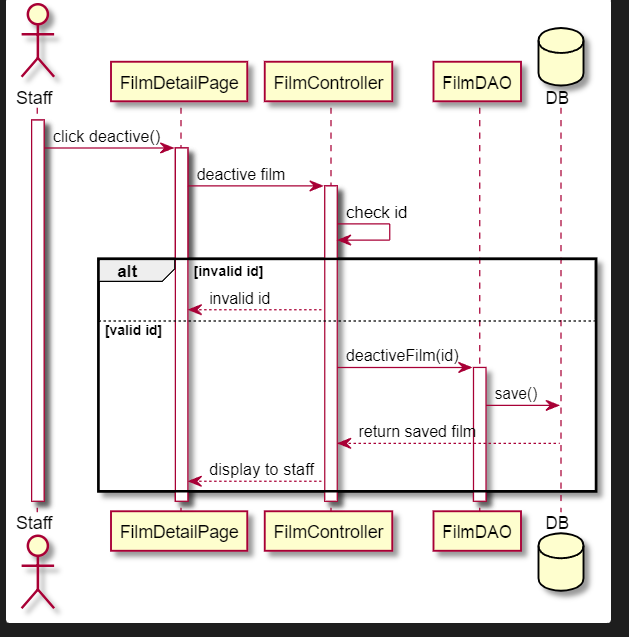 Staff
FilmDetailPage
FilmController
FilmDAO
DB
click deactive()
deactive film
check id
alt
[invalid id]
invalid id
[valid id]
deactiveFilm(id)
save()
return saved film
display to staff
Staff
FilmDetailPage
FilmController
FilmDAO
DB